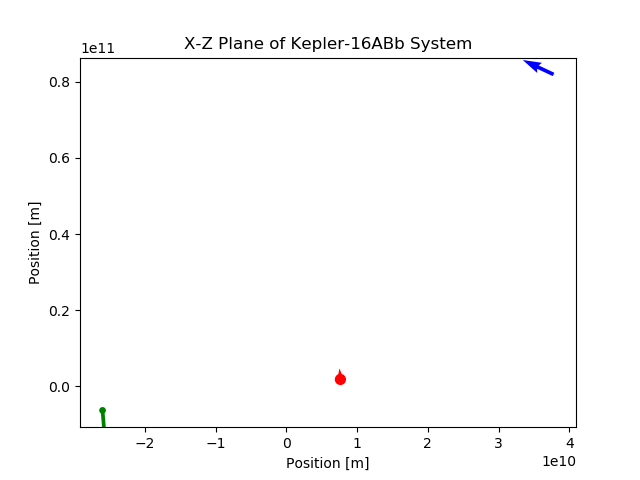 X-Z Plane of Kepler-16ABb System
1e11
0.8
0.6
0.4
0.2
0.0
Position [m]
−2 −1 0 1 2 3 4
1e10
Position [m]